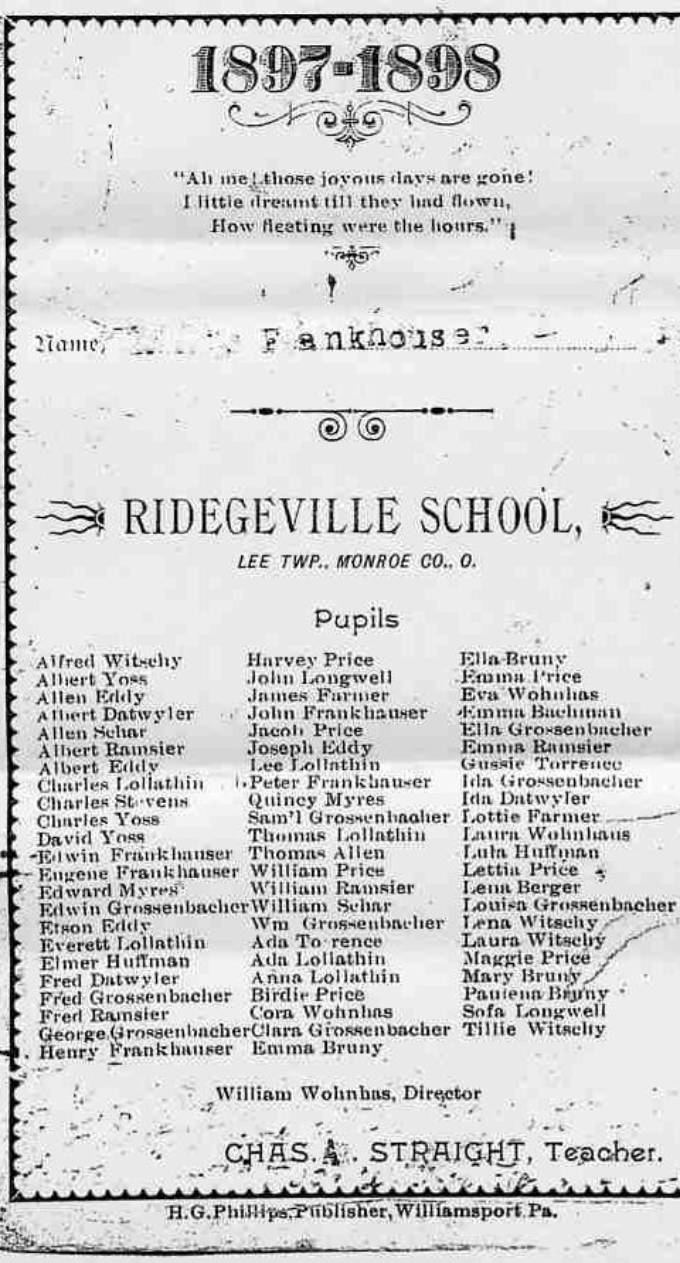 1897-1898
"Ah me! those joyous days are gone!
I little dreamt till they had flown,
How fleeting were the hours."
Name,
RIDEGEVILLE SCHOOL,
LEE TWP., MONROE CO., O.
Pupils
Alfred Witschy
Albert Yoss
Allen Eddy
Albert Datwyler
Allen Schar
Albert Ramsier
Albert Eddy
Charles Lollathin
Charles Stevens
Charles Yoss
David Yoss
Edwin Frankhauser
Eugene Frankhauser
Edward Myres
Edwin Grossenbacher
Etson Eddy
Everett Lollathin
Elmer Huffman
Fred Datwyler
Fred Grossenbacher
Fred Ramsier
George Grossenbacher
Henry Frankhauser
Harvey Price
John Longwell
James Farmer
John Frankhauser
Jacob Price
Joseph Eddy
Lee Lollathin
Peter Frankhauser
Quincy Myres
Sam'l Grossenbacher
Thomas Lollathin
Thomas Allen
William Price
William Ramsier
William Schar
Wm Grossenbacher
Ada Torrence
Ada Lollathin
Anna Lollathin
Birdie Price
Cora Wohnhas
Clara Grossenbacher
Emma Bruny
Ella Bruny
Emma Price
Eva Wohnhas
Emma Bachman
Ella Grossenbacher
Emma Ramsier
Gussie Torrence
Ida Grossenbacher
Ida Datwyler
Lottie Farmer
Laura Wohnhaus
Lula Huffman
Lettia Price
Lena Berger
Louisa Grossenbacher
Lena Witschy
Laura Witschy
Maggie Price
Mary Bruny
Pauiena Bruny
Sofa Longwell
Tillie Witschy
William Wohnhas, Director
CHAS. A. STRAIGHT, Teacher.
H.G.Phillips, Publisher, Williamsport Pa.